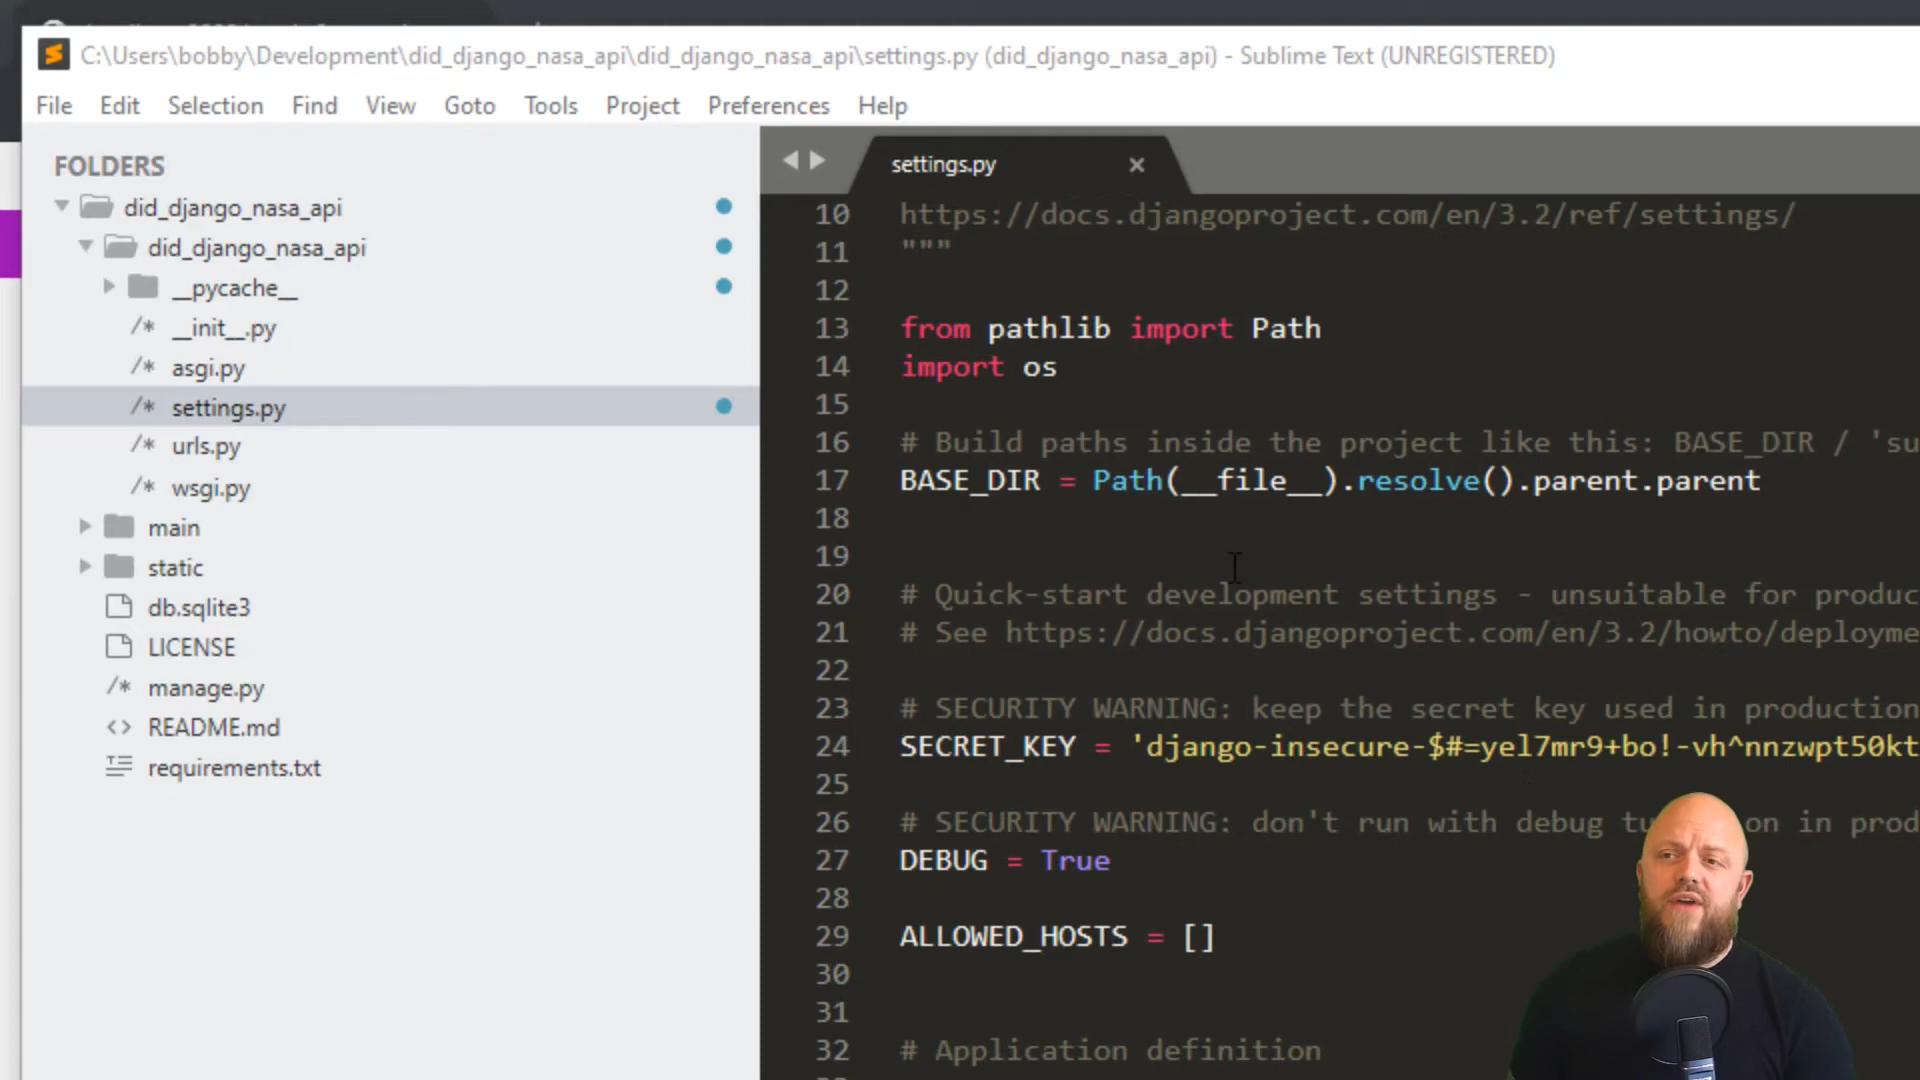 C:\Users\bobby\Development\did_django_nasa_api\did_django_nasa_api\settings.py (did_django_nasa_api) - Sublime Text (UNREGISTERED)
File Edit Selection Find View Goto Tools Project Preferences Help
FOLDERS
did_django_nasa_api
did_django_nasa_api
__pycache__
/* __init__.py
/* asgi.py
/* settings.py
/* urls.py
/* wsgi.py
main
static
db.sqlite3
LICENSE
/* manage.py
<> README.md
requirements.txt
settings.py ×
10 https://docs.djangoproject.com/en/3.2/ref/settings/
11 """
12
13 from pathlib import Path
14 import os
15
16 # Build paths inside the project like this: BASE_DIR / 'su
17 BASE_DIR = Path(__file__).resolve().parent.parent
18
19
20 # Quick-start development settings - unsuitable for produc
21 # See https://docs.djangoproject.com/en/3.2/howto/deployme
22
23 # SECURITY WARNING: keep the secret key used in production
24 SECRET_KEY = 'django-insecure-$#=yel7mr9+bo!-vh^nnzwpt50kt
25
26 # SECURITY WARNING: don't run with debug tu on in prod
27 DEBUG = True
28
29 ALLOWED_HOSTS = []
30
31
32 # Application definition